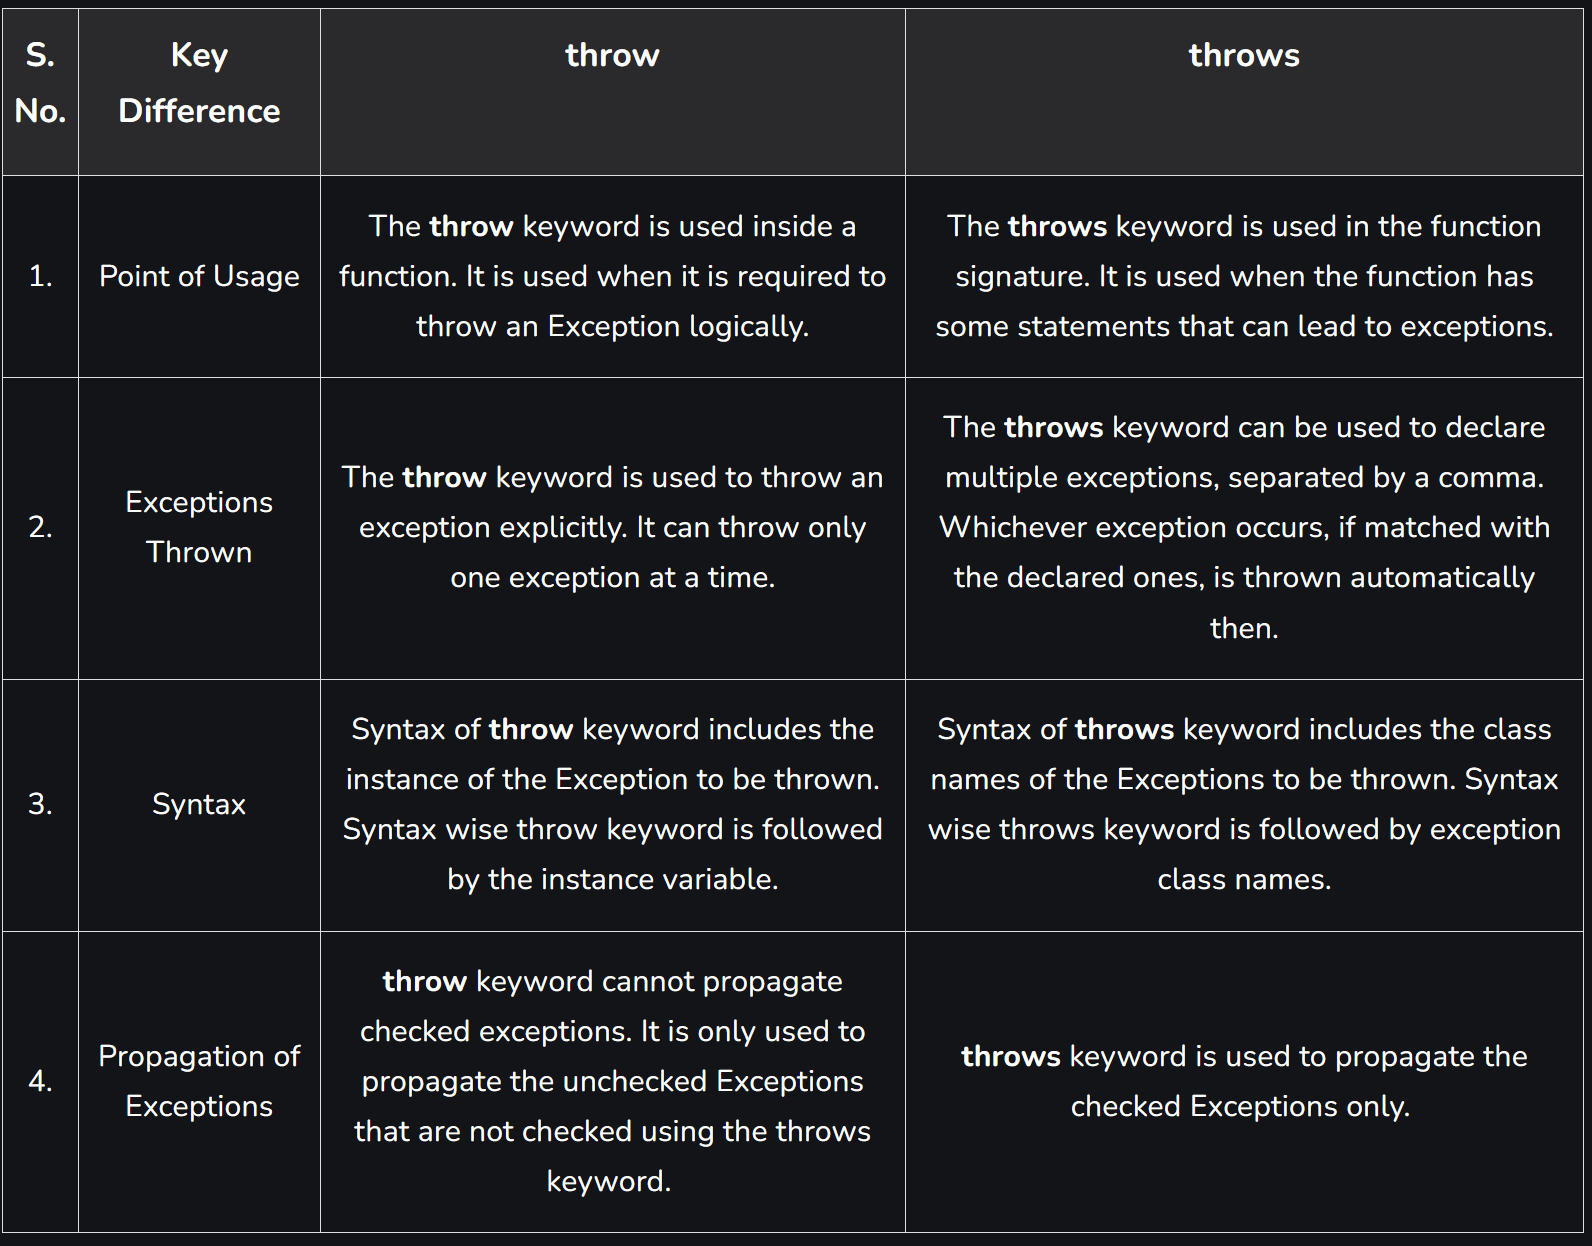 S.
No.
Key
Difference
throw
throws
1.
Point of Usage
The throw keyword is used inside a
function. It is used when it is required to
throw an Exception logically.
The throws keyword is used in the function
signature. It is used when the function has
some statements that can lead to exceptions.
2.
Exceptions
Thrown
The throw keyword is used to throw an
exception explicitly. It can throw only
one exception at a time.
The throws keyword can be used to declare
multiple exceptions, separated by a comma.
Whichever exception occurs, if matched with
the declared ones, is thrown automatically
then.
3.
Syntax
Syntax of throw keyword includes the
instance of the Exception to be thrown.
Syntax wise throw keyword is followed
by the instance variable.
Syntax of throws keyword includes the class
names of the Exceptions to be thrown. Syntax
wise throws keyword is followed by exception
class names.
4.
Propagation of
Exceptions
throw keyword cannot propagate
checked exceptions. It is only used to
propagate the unchecked Exceptions
that are not checked using the throws
keyword.
throws keyword is used to propagate the
checked Exceptions only.